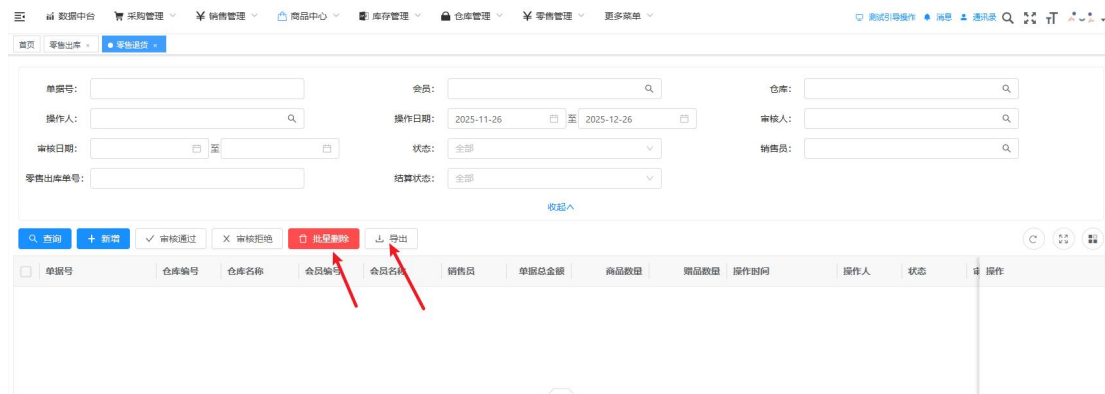 数据中台 采购管理 销售管理 商品中心 库存管理 仓库管理 零售管理 更多菜单 测试引导操作 消息 通讯录
首页 零售出库 × 零售退货 ×
单据号： 会员： 仓库：
操作人： 操作日期： 2025-11-26 至 2025-12-26 审核人：
审核日期： 至 状态： 全部 销售员：
零售出库单号： 结算状态： 全部
收起
查询 + 新增 审核通过 X 审核拒绝 批量删除 导出
单据号 仓库编号 仓库名称 会员编号 会员名称 销售员 单据总金额 商品数量 赠品数量 操作时间 操作人 状态 操作